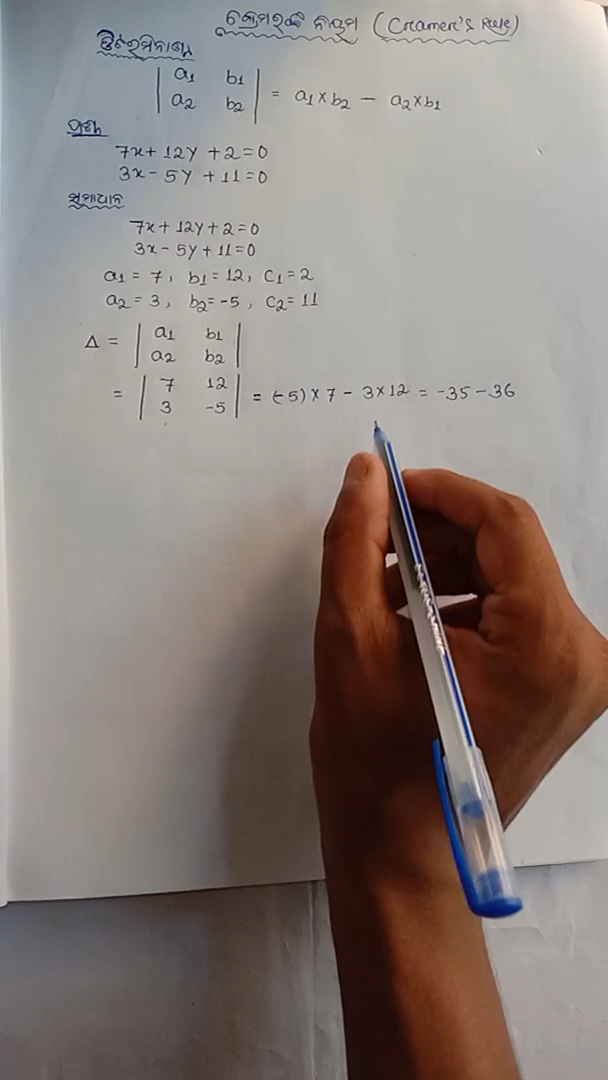 କ୍ରେମରଙ୍କ ନିୟମ (Cramer's Rule)
ଡିଟରମିନାଣ୍ଟ
| a1 b1 |
| a2 b2 | = a1×b2 − a2×b1
ପ୍ରଶ୍ନ
7x + 12y + 2 = 0
3x − 5y + 11 = 0
ସମାଧାନ
7x + 12y + 2 = 0
3x − 5y + 11 = 0
a1 = 7, b1 = 12, c1 = 2
a2 = 3, b2 = -5, c2 = 11
Δ = | a1 b1 |
| a2 b2 |
= | 7 12 | = (-5) × 7 − 3×12 = -35 − 36
| 3 -5 |